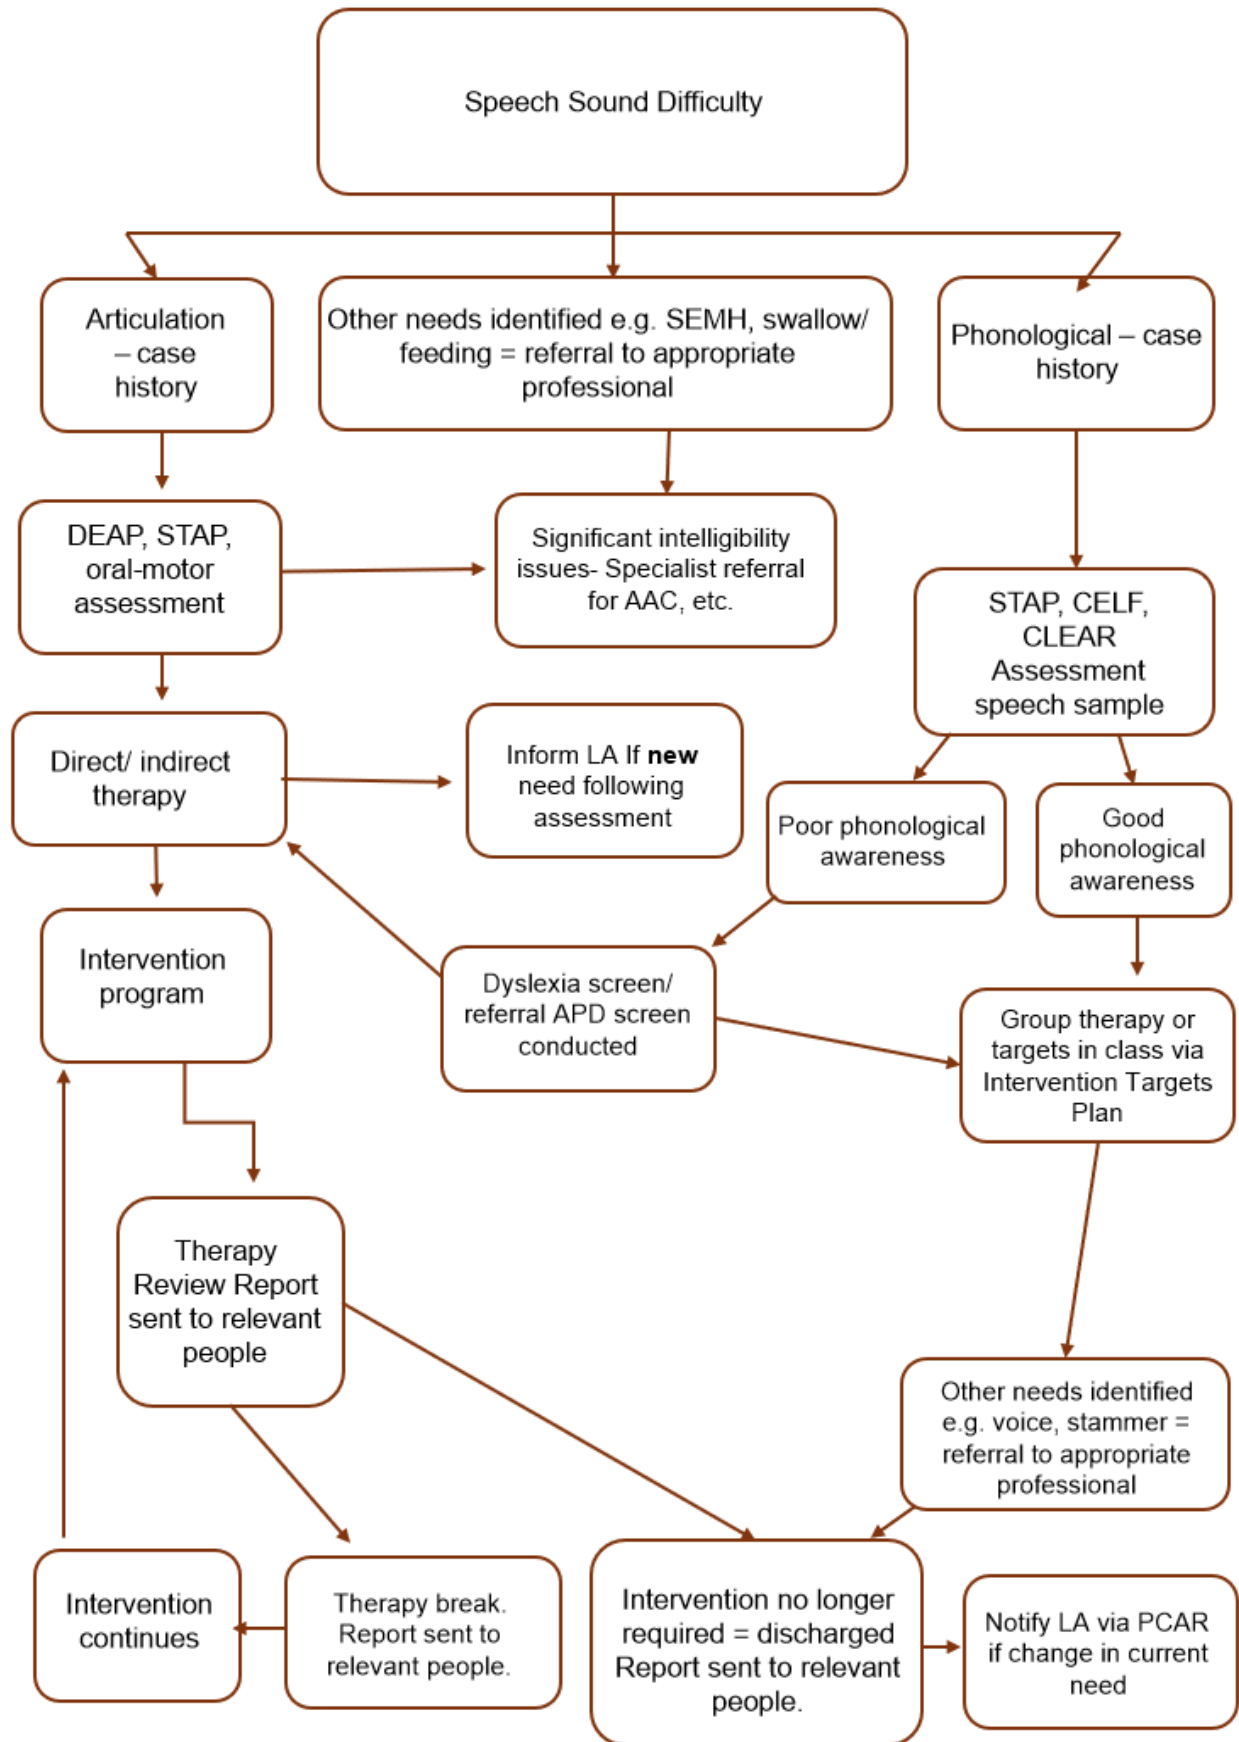 Speech Sound Difficulty
Articulation
– case
history
Other needs identified e.g. SEMH, swallow/
feeding = referral to appropriate
professional
Phonological – case
history
DEAP, STAP,
oral-motor
assessment
Significant intelligibility
issues- Specialist referral
for AAC, etc.
STAP, CELF,
CLEAR
Assessment
speech sample
Direct/ indirect
therapy
Inform LA If new
need following
assessment
Poor phonological
awareness
Good
phonological
awareness
Intervention
program
Dyslexia screen/
referral APD screen
conducted
Group therapy or
targets in class via
Intervention Targets
Plan
Therapy
Review Report
sent to relevant
people
Other needs identified
e.g. voice, stammer =
referral to appropriate
professional
Intervention
continues
Therapy break.
Report sent to
relevant people.
Intervention no longer
required = discharged
Report sent to relevant
people.
Notify LA via PCAR
if change in current
need